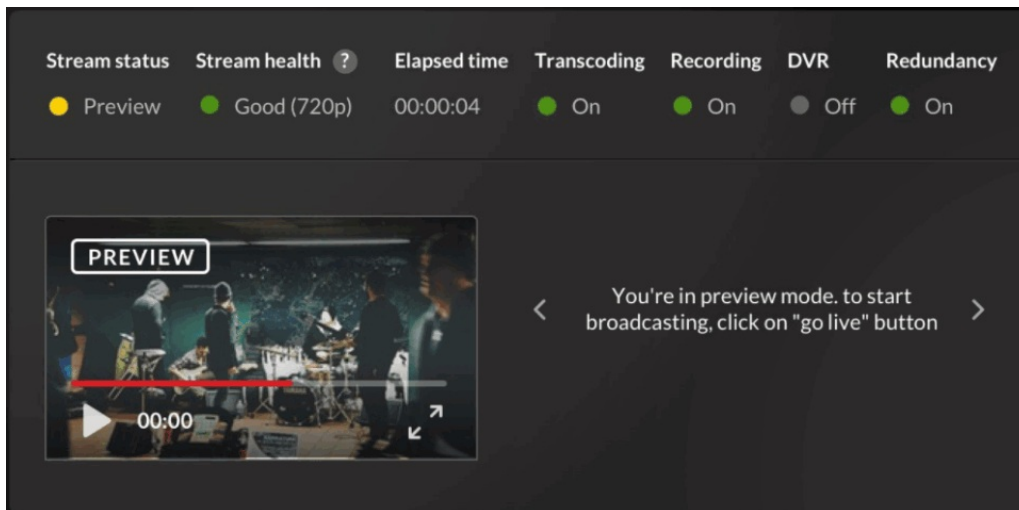 Stream status Stream health ? Elapsed time Transcoding Recording DVR Redundancy
Preview Good (720p) 00:00:04 On On Off On
PREVIEW
You're in preview mode. to start
broadcasting, click on "go live" button
00:00
YAMAHA